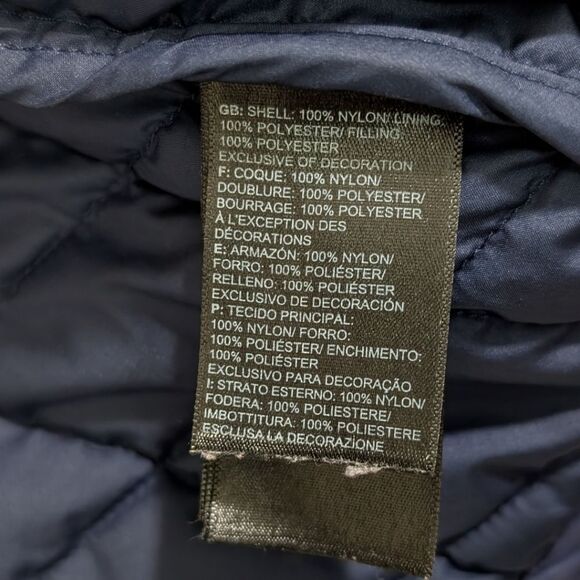 GB: SHELL: 100% NYLON/ LINING
100% POLYESTER/ FILLING
100% POLYESTER
EXCLUSIVE OF DECORATION
F: COQUE: 100% NYLON/
DOUBLURE: 100% POLYESTER/
BOURRAGE: 100% POLYESTER
À L'EXCEPTION DES
DÉCORATIONS
E: ARMAZÓN: 100% NYLON/
FORRO: 100% POLIÉSTER/
RELLENO: 100% POLIÉSTER
EXCLUSIVO DE DECORACIÓN
P: TECIDO PRINCIPAL:
100% NYLON/ FORRO:
100% POLIÉSTER/ ENCHIMENTO:
100% POLIÉSTER
EXCLUSIVO PARA DECORAÇÃO
I: STRATO ESTERNO: 100% NYLON/
FODERA: 100% POLIESTERE/
IMBOTTITURA: 100% POLIESTERE
ESCLUSA LA DECORAZIONE